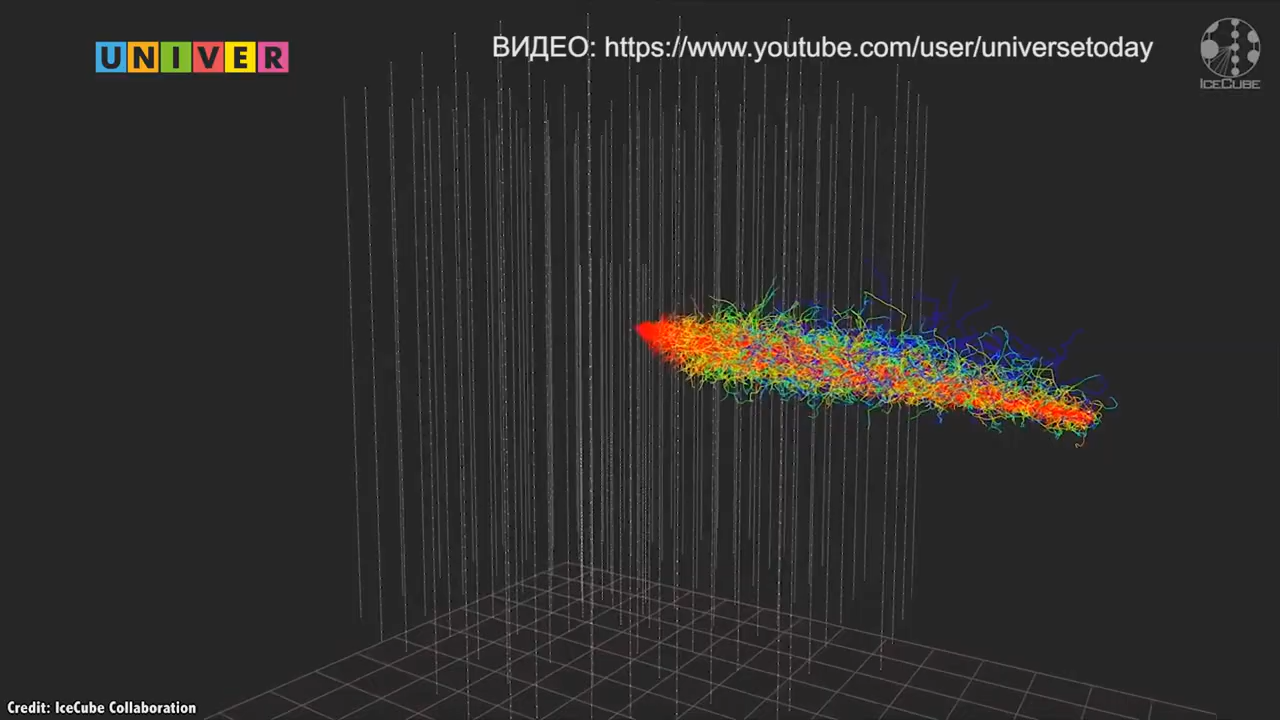 UNIVER
ВИДЕО: https://www.youtube.com/user/universetoday
ICECUBE
Credit: IceCube Collaboration